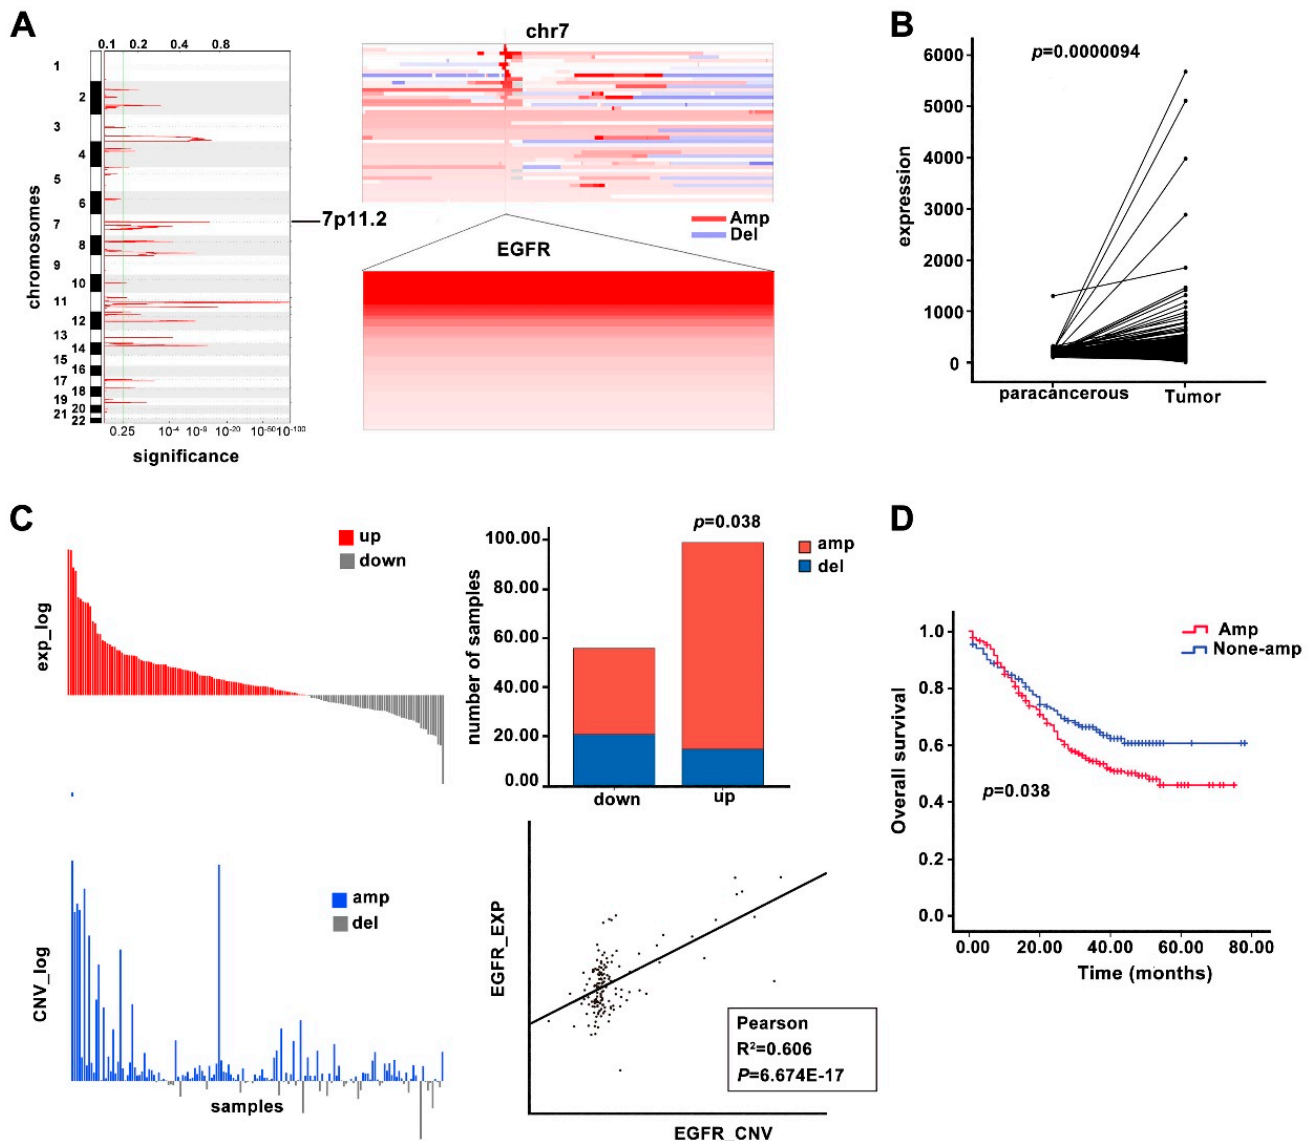 A
0.1 0.2 0.4 0.8
chromosomes
1
2
3
4
5
6
7
8
9
10
11
12
13
14
15
16
17
18
19
20
21
22
7p11.2
0.25 10-4 10-9 10-20 10-50 10-100
significance
chr7
Amp
Del
EGFR
B
p=0.0000094
expression
6000
5000
4000
3000
2000
1000
0
paracancerous Tumor
C
up
down
exp_log
amp
del
CNV_log
samples
p=0.038
amp
del
number of samples
100.00
80.00
60.00
40.00
20.00
0.00
down up
EGFR_EXP
Pearson
R²=0.606
P=6.674E-17
EGFR_CNV
D
Amp
None-amp
Overall survival
1.0
0.8
0.6
0.4
0.2
0.0
p=0.038
0.00 20.00 40.00 60.00 80.00
Time (months)